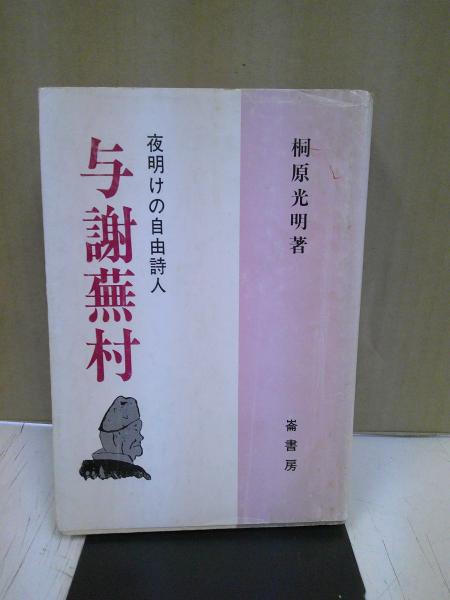 桐原光明著
夜明けの自由詩人
与謝蕪村
崙書房